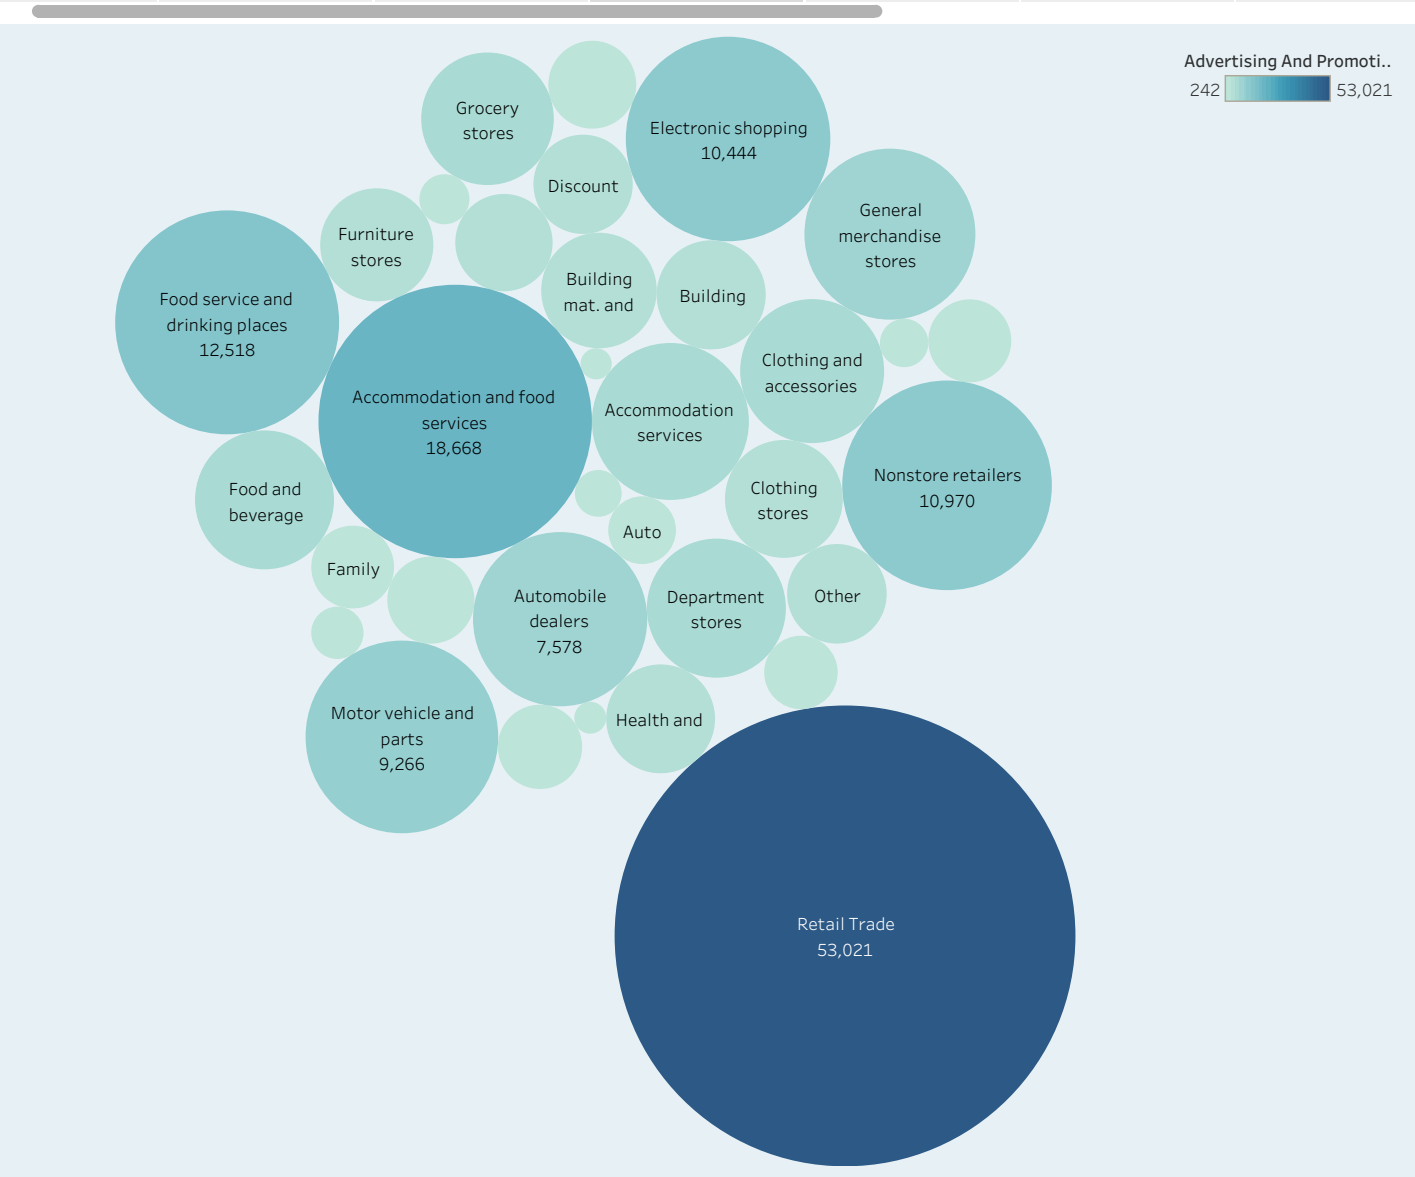 Advertising And Promoti..
242
53,021
Grocery
stores
Electronic shopping
10,444
Discount
General
merchandise
stores
Furniture
stores
Building
mat. and
Building
Food service and
drinking places
12,518
Clothing and
accessories
Accommodation and food
services
18,668
Accommodation
services
Nonstore retailers
10,970
Food and
beverage
Clothing
stores
Auto
Family
Automobile
dealers
7,578
Department
stores
Other
Motor vehicle and
parts
9,266
Health and
Retail Trade
53,021